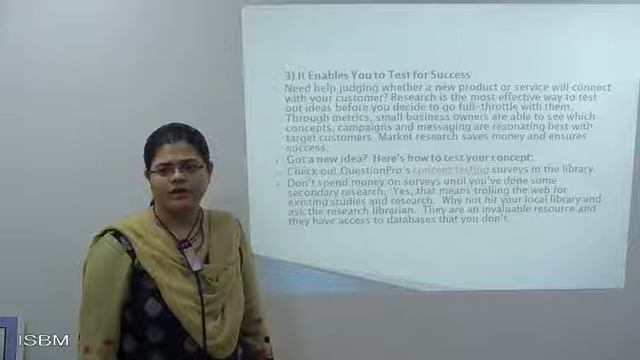 3) It Enables You to Test for Success
Need help judging whether a new product or service will connect
with your customer? Research is the most effective way to test
out ideas before you decide to go full-throttle with them.
Through metrics, small business owners are able to see which
concepts, campaigns and messaging are resonating best with
target customers. Market research saves money and ensures
success.
Got a new idea? Here's how to test your concept:
Check out QuestionPro's concept testing surveys in the library.
Don't spend money on surveys until you've done some
secondary research. Yes, that means trolling the web for
existing studies and research. Why not hit your local library and
ask the research librarian. They are an invaluable resource and
they have access to databases that you don't.
ISBM